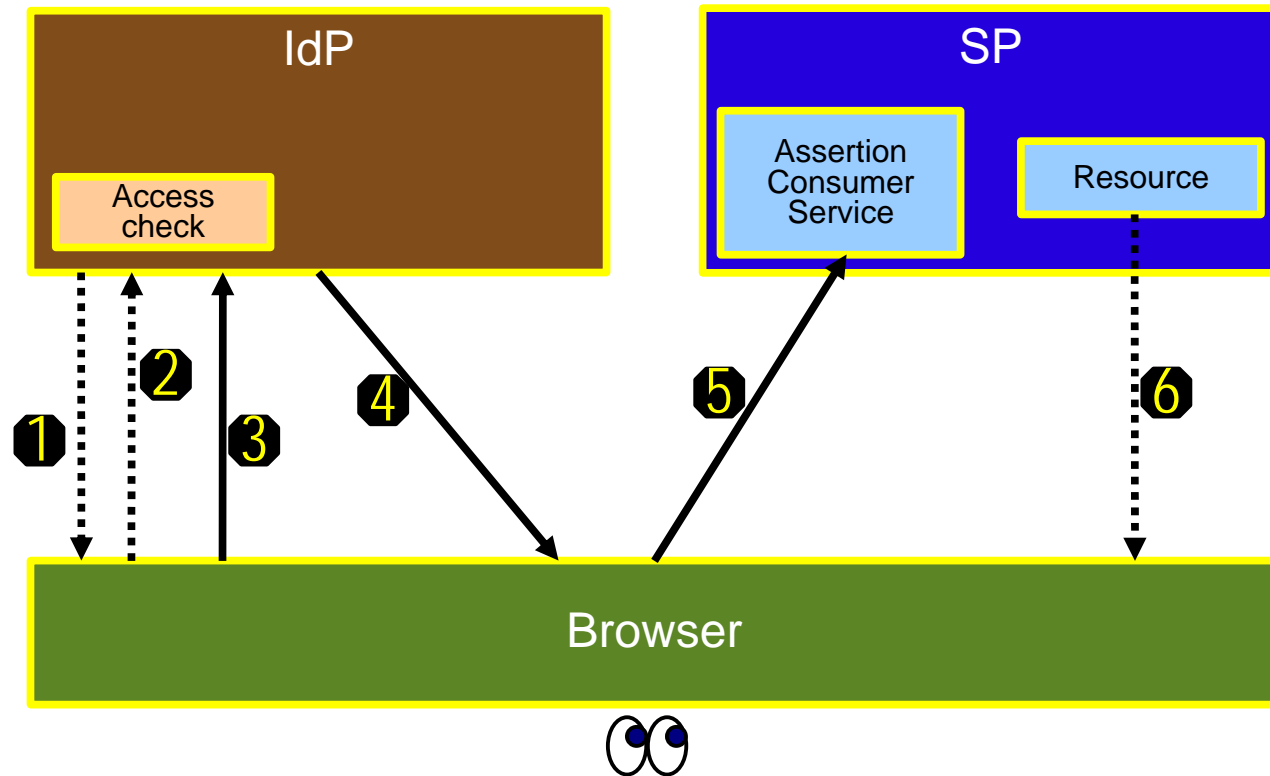 IdP
SP
Access
check
Assertion
Consumer
Service
Resource
1
2
3
4
5
6
Browser